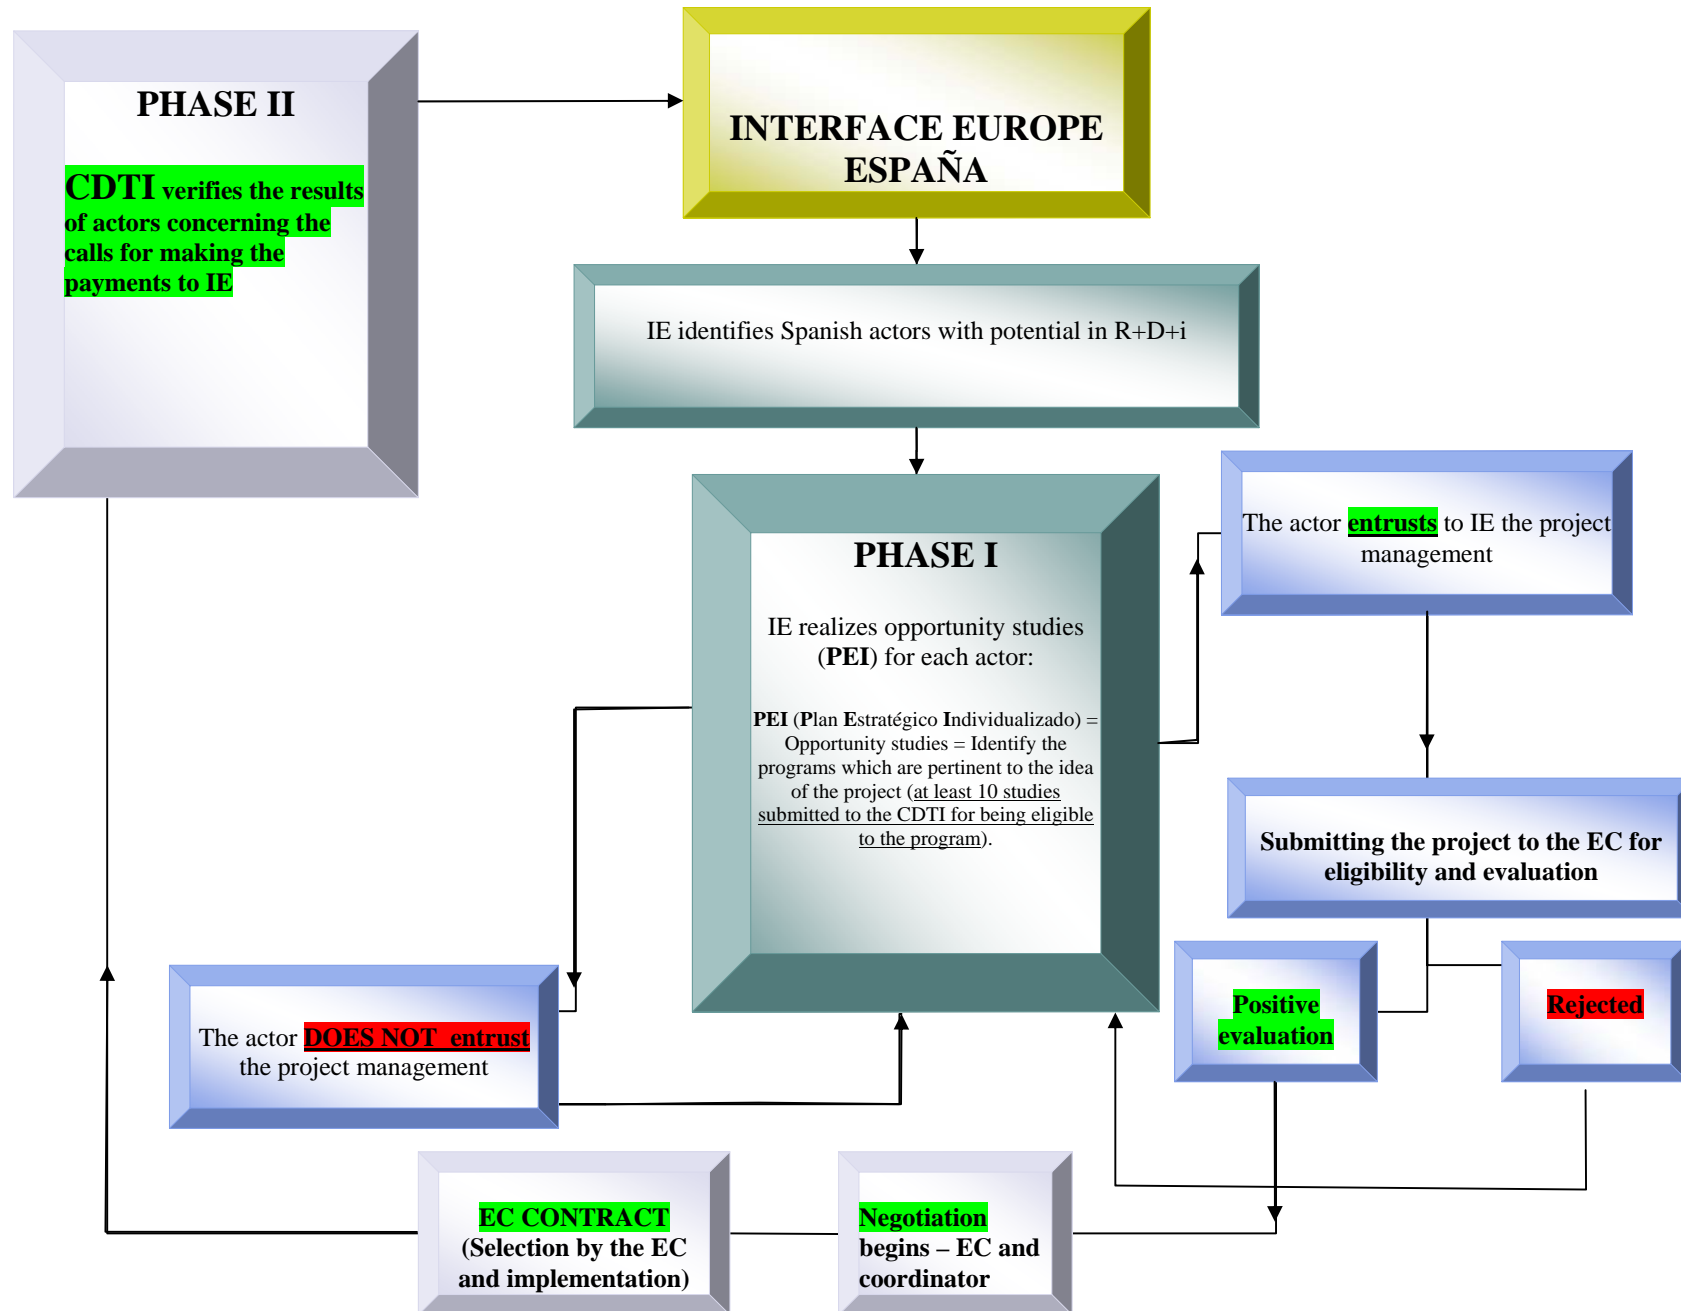 PHASE II
CDTI verifies the results
of actors concerning the
calls for making the
payments to IE
INTERFACE EUROPE
ESPAÑA
IE identifies Spanish actors with potential in R+D+i
PHASE I
IE realizes opportunity studies
(PEI) for each actor:
PEI (Plan Estratégico Individualizado) =
Opportunity studies = Identify the
programs which are pertinent to the idea
of the project (at least 10 studies
submitted to the CDTI for being eligible
to the program).
The actor entrusts to IE the project
management
Submitting the project to the EC for
eligibility and evaluation
Positive
evaluation
Rejected
The actor DOES NOT entrust
the project management
EC CONTRACT
(Selection by the EC
and implementation)
Negotiation
begins – EC and
coordinator